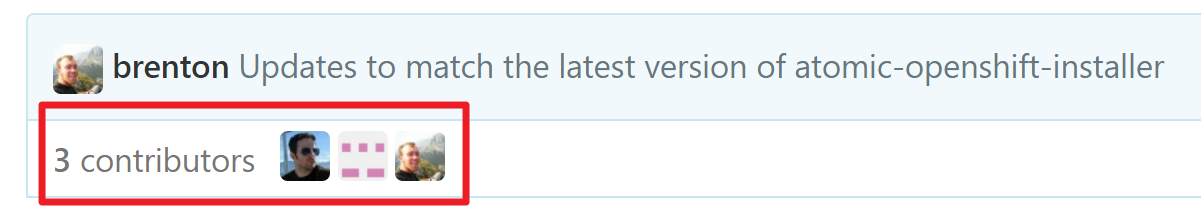 brenton Updates to match the latest version of atomic-openshift-installer
3 contributors